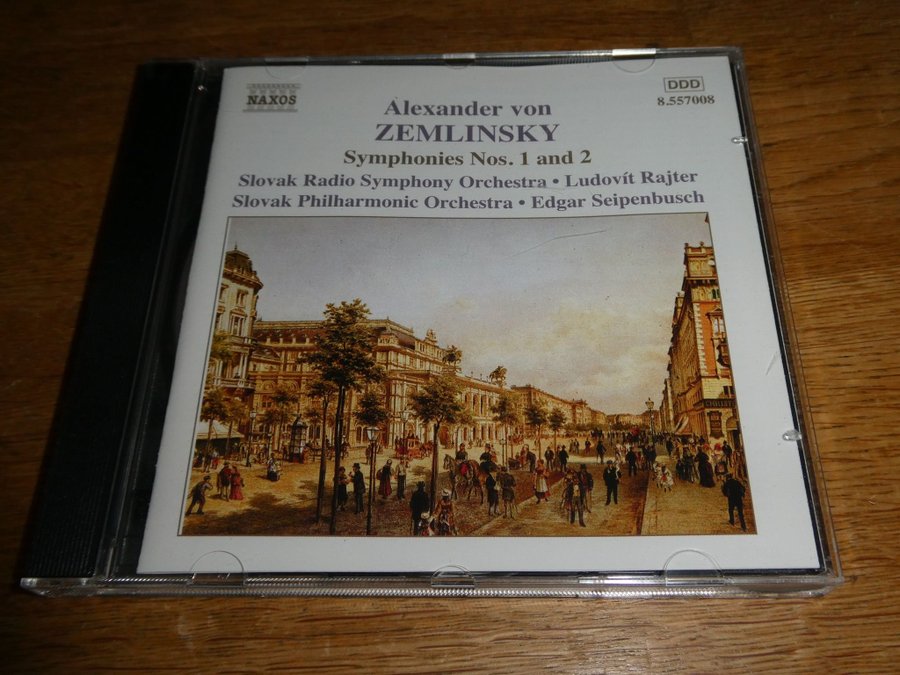 NAXOS
DDD
8.557008
Alexander von
ZEMLINSKY
Symphonies Nos. 1 and 2
Slovak Radio Symphony Orchestra • Ludovít Rajter
Slovak Philharmonic Orchestra • Edgar Seipenbusch